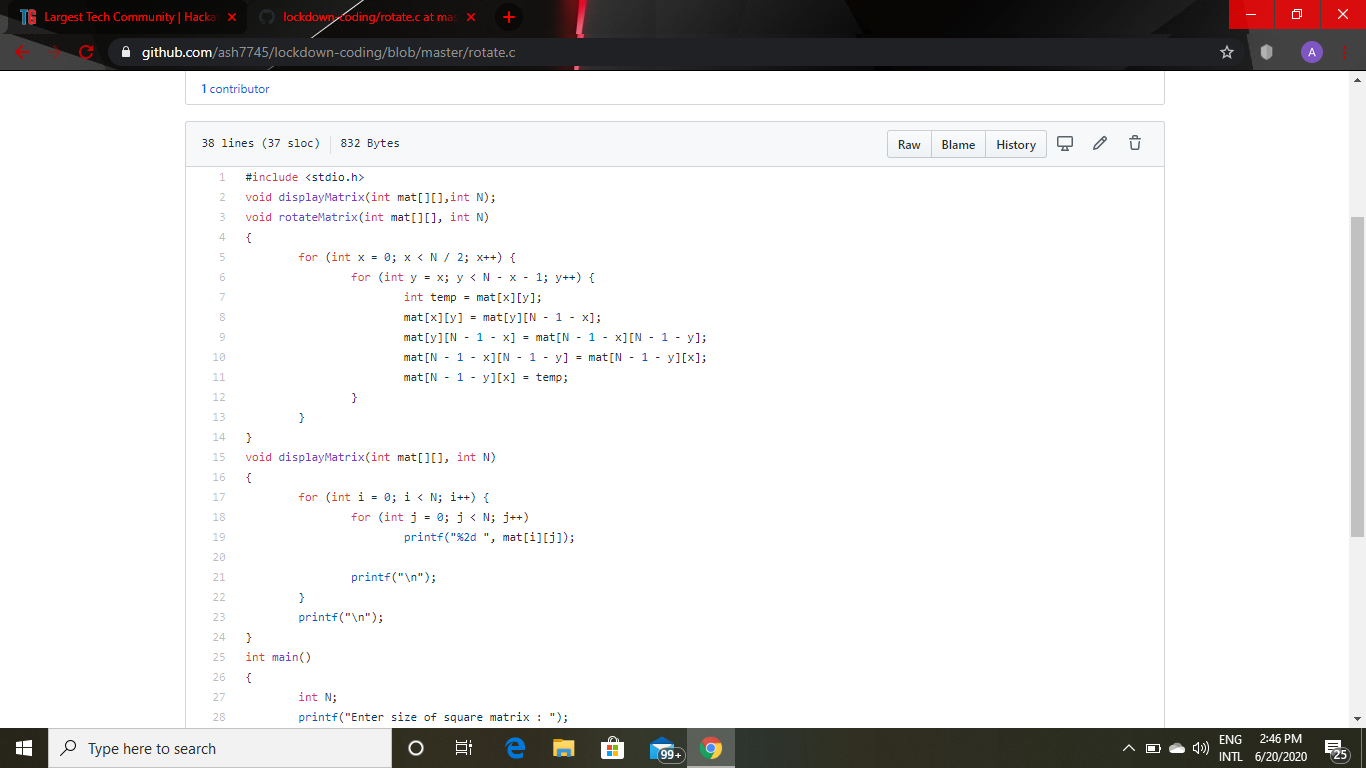 Largest Tech Community | Hacka
lockdown-coding/rotate.c at mas
github.com/ash7745/lockdown-coding/blob/master/rotate.c
A
1 contributor
38 lines (37 sloc) 832 Bytes
Raw Blame History
1 #include <stdio.h>
2 void displayMatrix(int mat[][],int N);
3 void rotateMatrix(int mat[][], int N)
4 {
5 for (int x = 0; x < N / 2; x++) {
6 for (int y = x; y < N - x - 1; y++) {
7 int temp = mat[x][y];
8 mat[x][y] = mat[y][N - 1 - x];
9 mat[y][N - 1 - x] = mat[N - 1 - x][N - 1 - y];
10 mat[N - 1 - x][N - 1 - y] = mat[N - 1 - y][x];
11 mat[N - 1 - y][x] = temp;
12 }
13 }
14 }
15 void displayMatrix(int mat[][], int N)
16 {
17 for (int i = 0; i < N; i++) {
18 for (int j = 0; j < N; j++)
19 printf("%2d ", mat[i][j]);
20
21 printf("\n");
22 }
23 printf("\n");
24 }
25 int main()
26 {
27 int N;
28 printf("Enter size of square matrix : ");
Type here to search
99+
ENG
INTL
2:46 PM
6/20/2020
25